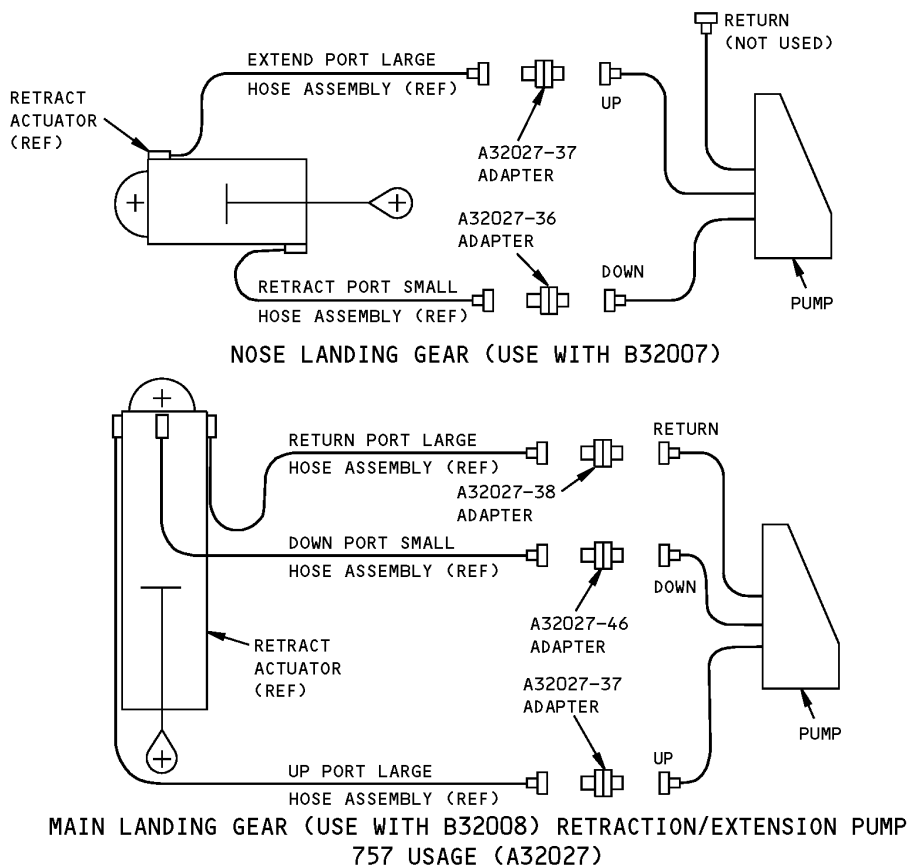 RETURN
(NOT USED)
EXTEND PORT LARGE
HOSE ASSEMBLY (REF)
UP
RETRACT
ACTUATOR
(REF)
A32027-37
ADAPTER
A32027-36
ADAPTER
DOWN
RETRACT PORT SMALL
HOSE ASSEMBLY (REF)
PUMP
NOSE LANDING GEAR (USE WITH B32007)
RETURN PORT LARGE
HOSE ASSEMBLY (REF)
RETURN
A32027-38
ADAPTER
DOWN PORT SMALL
HOSE ASSEMBLY (REF)
DOWN
A32027-46
ADAPTER
RETRACT
ACTUATOR
(REF)
A32027-37
ADAPTER
PUMP
UP PORT LARGE
HOSE ASSEMBLY (REF)
UP
MAIN LANDING GEAR (USE WITH B32008) RETRACTION/EXTENSION PUMP
757 USAGE (A32027)